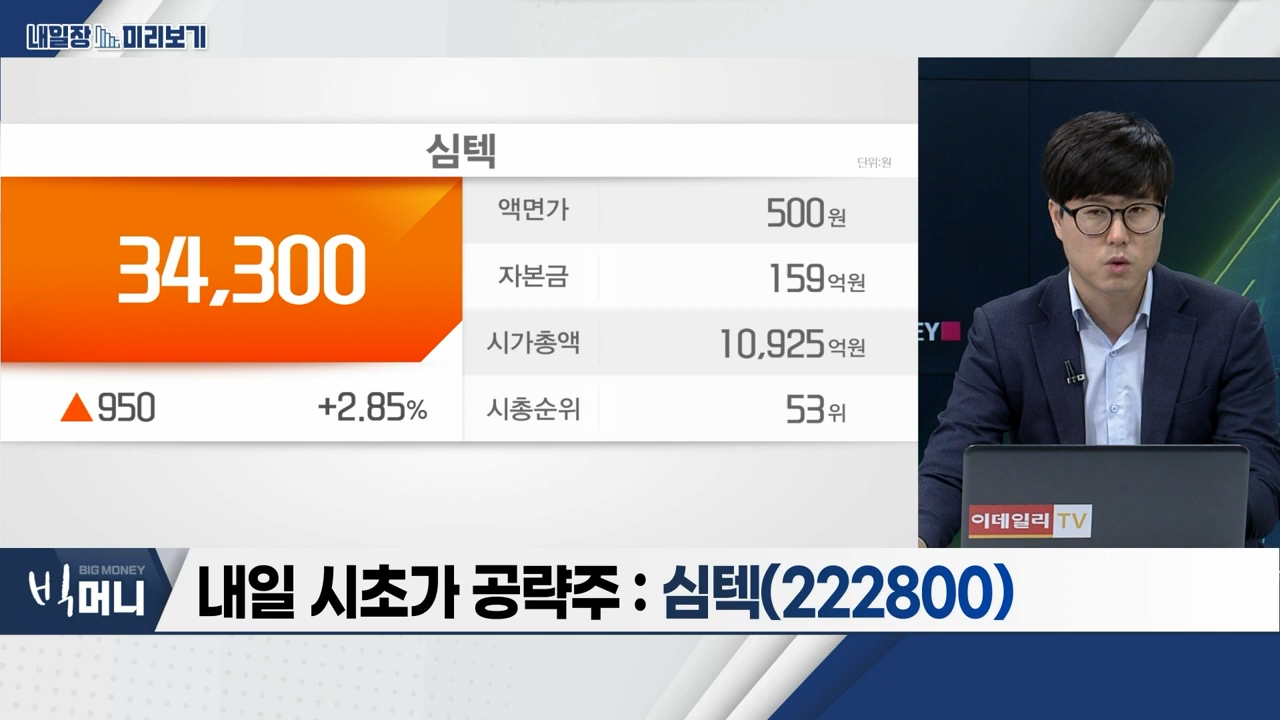 내일장 미리보기
심텍
단위:원
34,300
▲950 +2.85%
액면가 500원
자본금 159억원
시가총액 10,925억원
시총순위 53위
EY
이데일리 TV
BIG MONEY
빅머니
내일 시초가 공략주 : 심텍(222800)